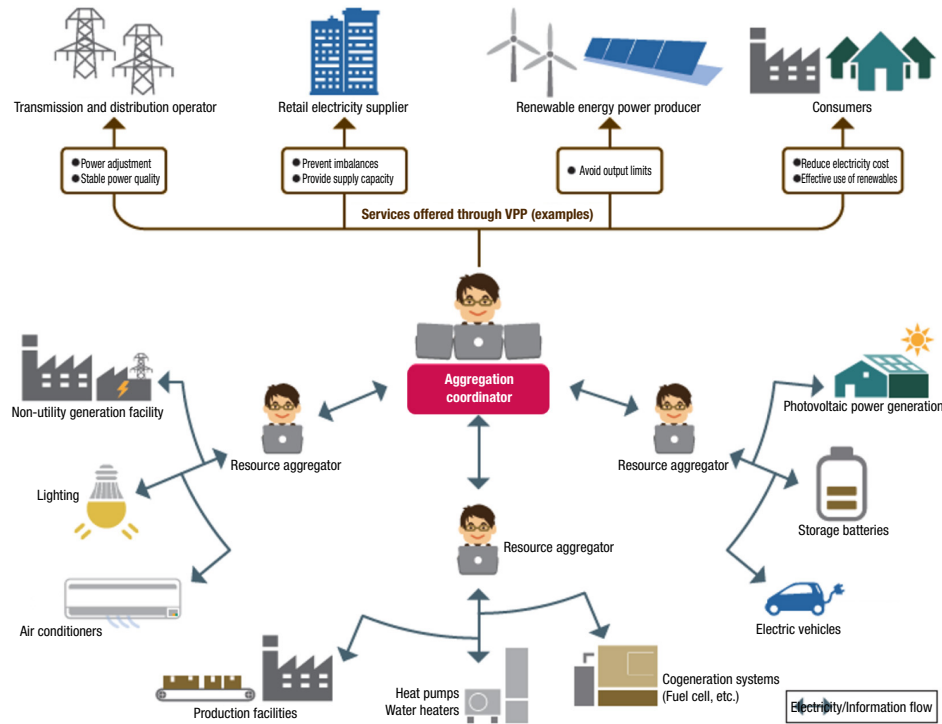 Transmission and distribution operator
Retail electricity supplier
Renewable energy power producer
Consumers
●Power adjustment
●Stable power quality
● Prevent imbalances
● Provide supply capacity
● Avoid output limits
●Reduce electricity cost
●Effective use of renewables
Services offered through VPP (examples)
Aggregation
coordinator
Non-utility generation facility
Resource aggregator
Resource aggregator
Photovoltaic power generation
Lighting
Storage batteries
Resource aggregator
Air conditioners
Electric vehicles
Production facilities
Heat pumps
Water heaters
Cogeneration systems
(Fuel cell, etc.)
Electricity/Information flow